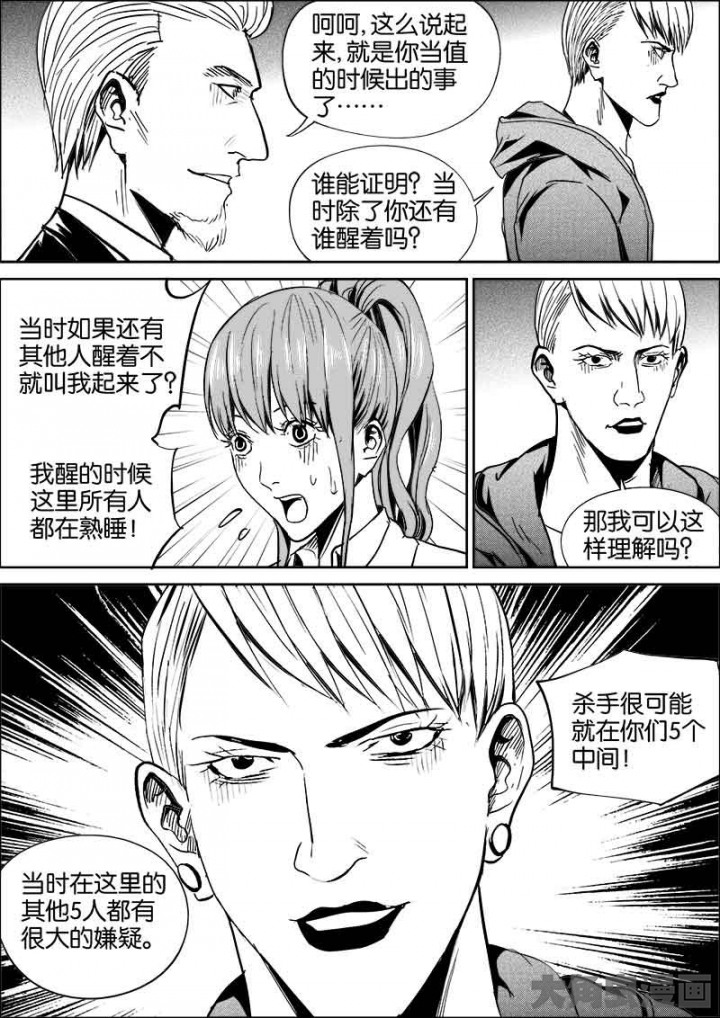 呵呵,这么说起
来,就是你当值
的时候出的事
了……
谁能证明？当
时除了你还有
谁醒着吗？
当时如果还有
其他人醒着不
就叫我起来了？
我醒的时候
这里所有人
都在熟睡！
那我可以这
样理解吗？
杀手很可能
就在你们5个
中间！
当时在这里的
其他5人都有
很大的嫌疑。